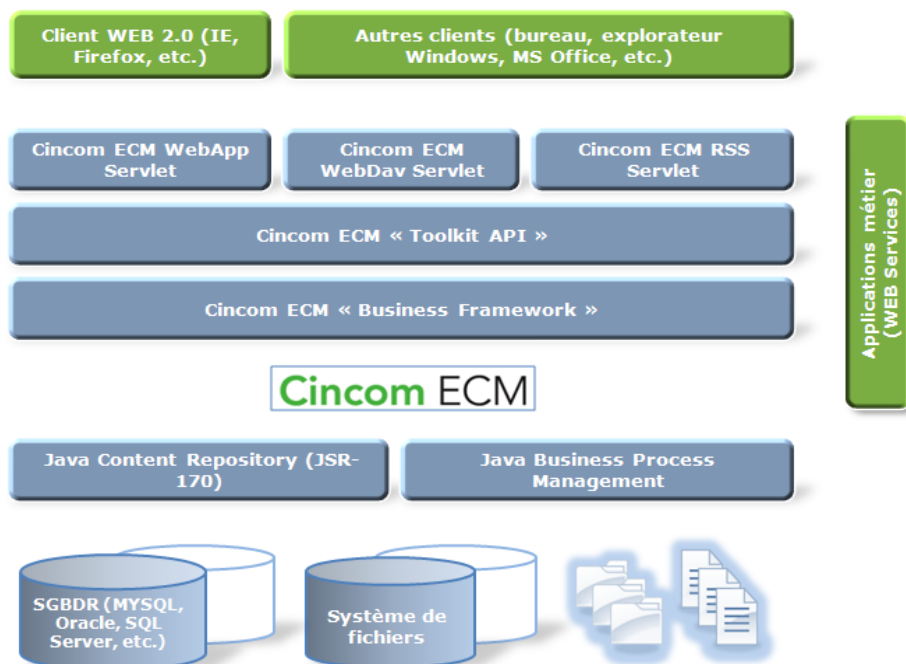 Client WEB 2.0 (IE,
Firefox, etc.)
Autres clients (bureau, explorateur
Windows, MS Office, etc.)
Cincom ECM WebApp
Servlet
Cincom ECM
WebDav Servlet
Cincom ECM RSS
Servlet
Cincom ECM « Toolkit API »
Cincom ECM « Business Framework »
Applications métier
(WEB Services)
Cincom ECM
Java Content Repository (JSR-
170)
Java Business Process
Management
SGBDR (MYSQL,
Oracle, SQL
Server, etc.)
Système de
fichiers